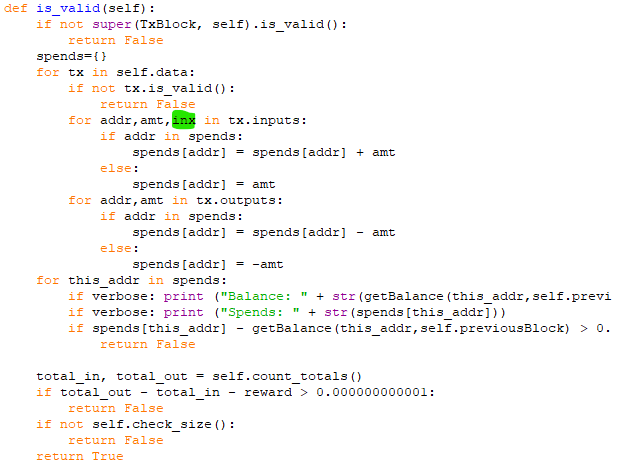 def is_valid(self):
    if not super(TxBlock, self).is_valid():
        return False
    spends={}
    for tx in self.data:
        if not tx.is_valid():
            return False
        for addr,amt,inx in tx.inputs:
            if addr in spends:
                spends[addr] = spends[addr] + amt
            else:
                spends[addr] = amt
        for addr,amt in tx.outputs:
            if addr in spends:
                spends[addr] = spends[addr] - amt
            else:
                spends[addr] = -amt
    for this_addr in spends:
        if verbose: print ("Balance: " + str(getBalance(this_addr,self.previ
        if verbose: print ("Spends: " + str(spends[this_addr]))
        if spends[this_addr] - getBalance(this_addr,self.previousBlock) > 0.
            return False
    total_in, total_out = self.count_totals()
    if total_out - total_in - reward > 0.000000000001:
        return False
    if not self.check_size():
        return False
    return True